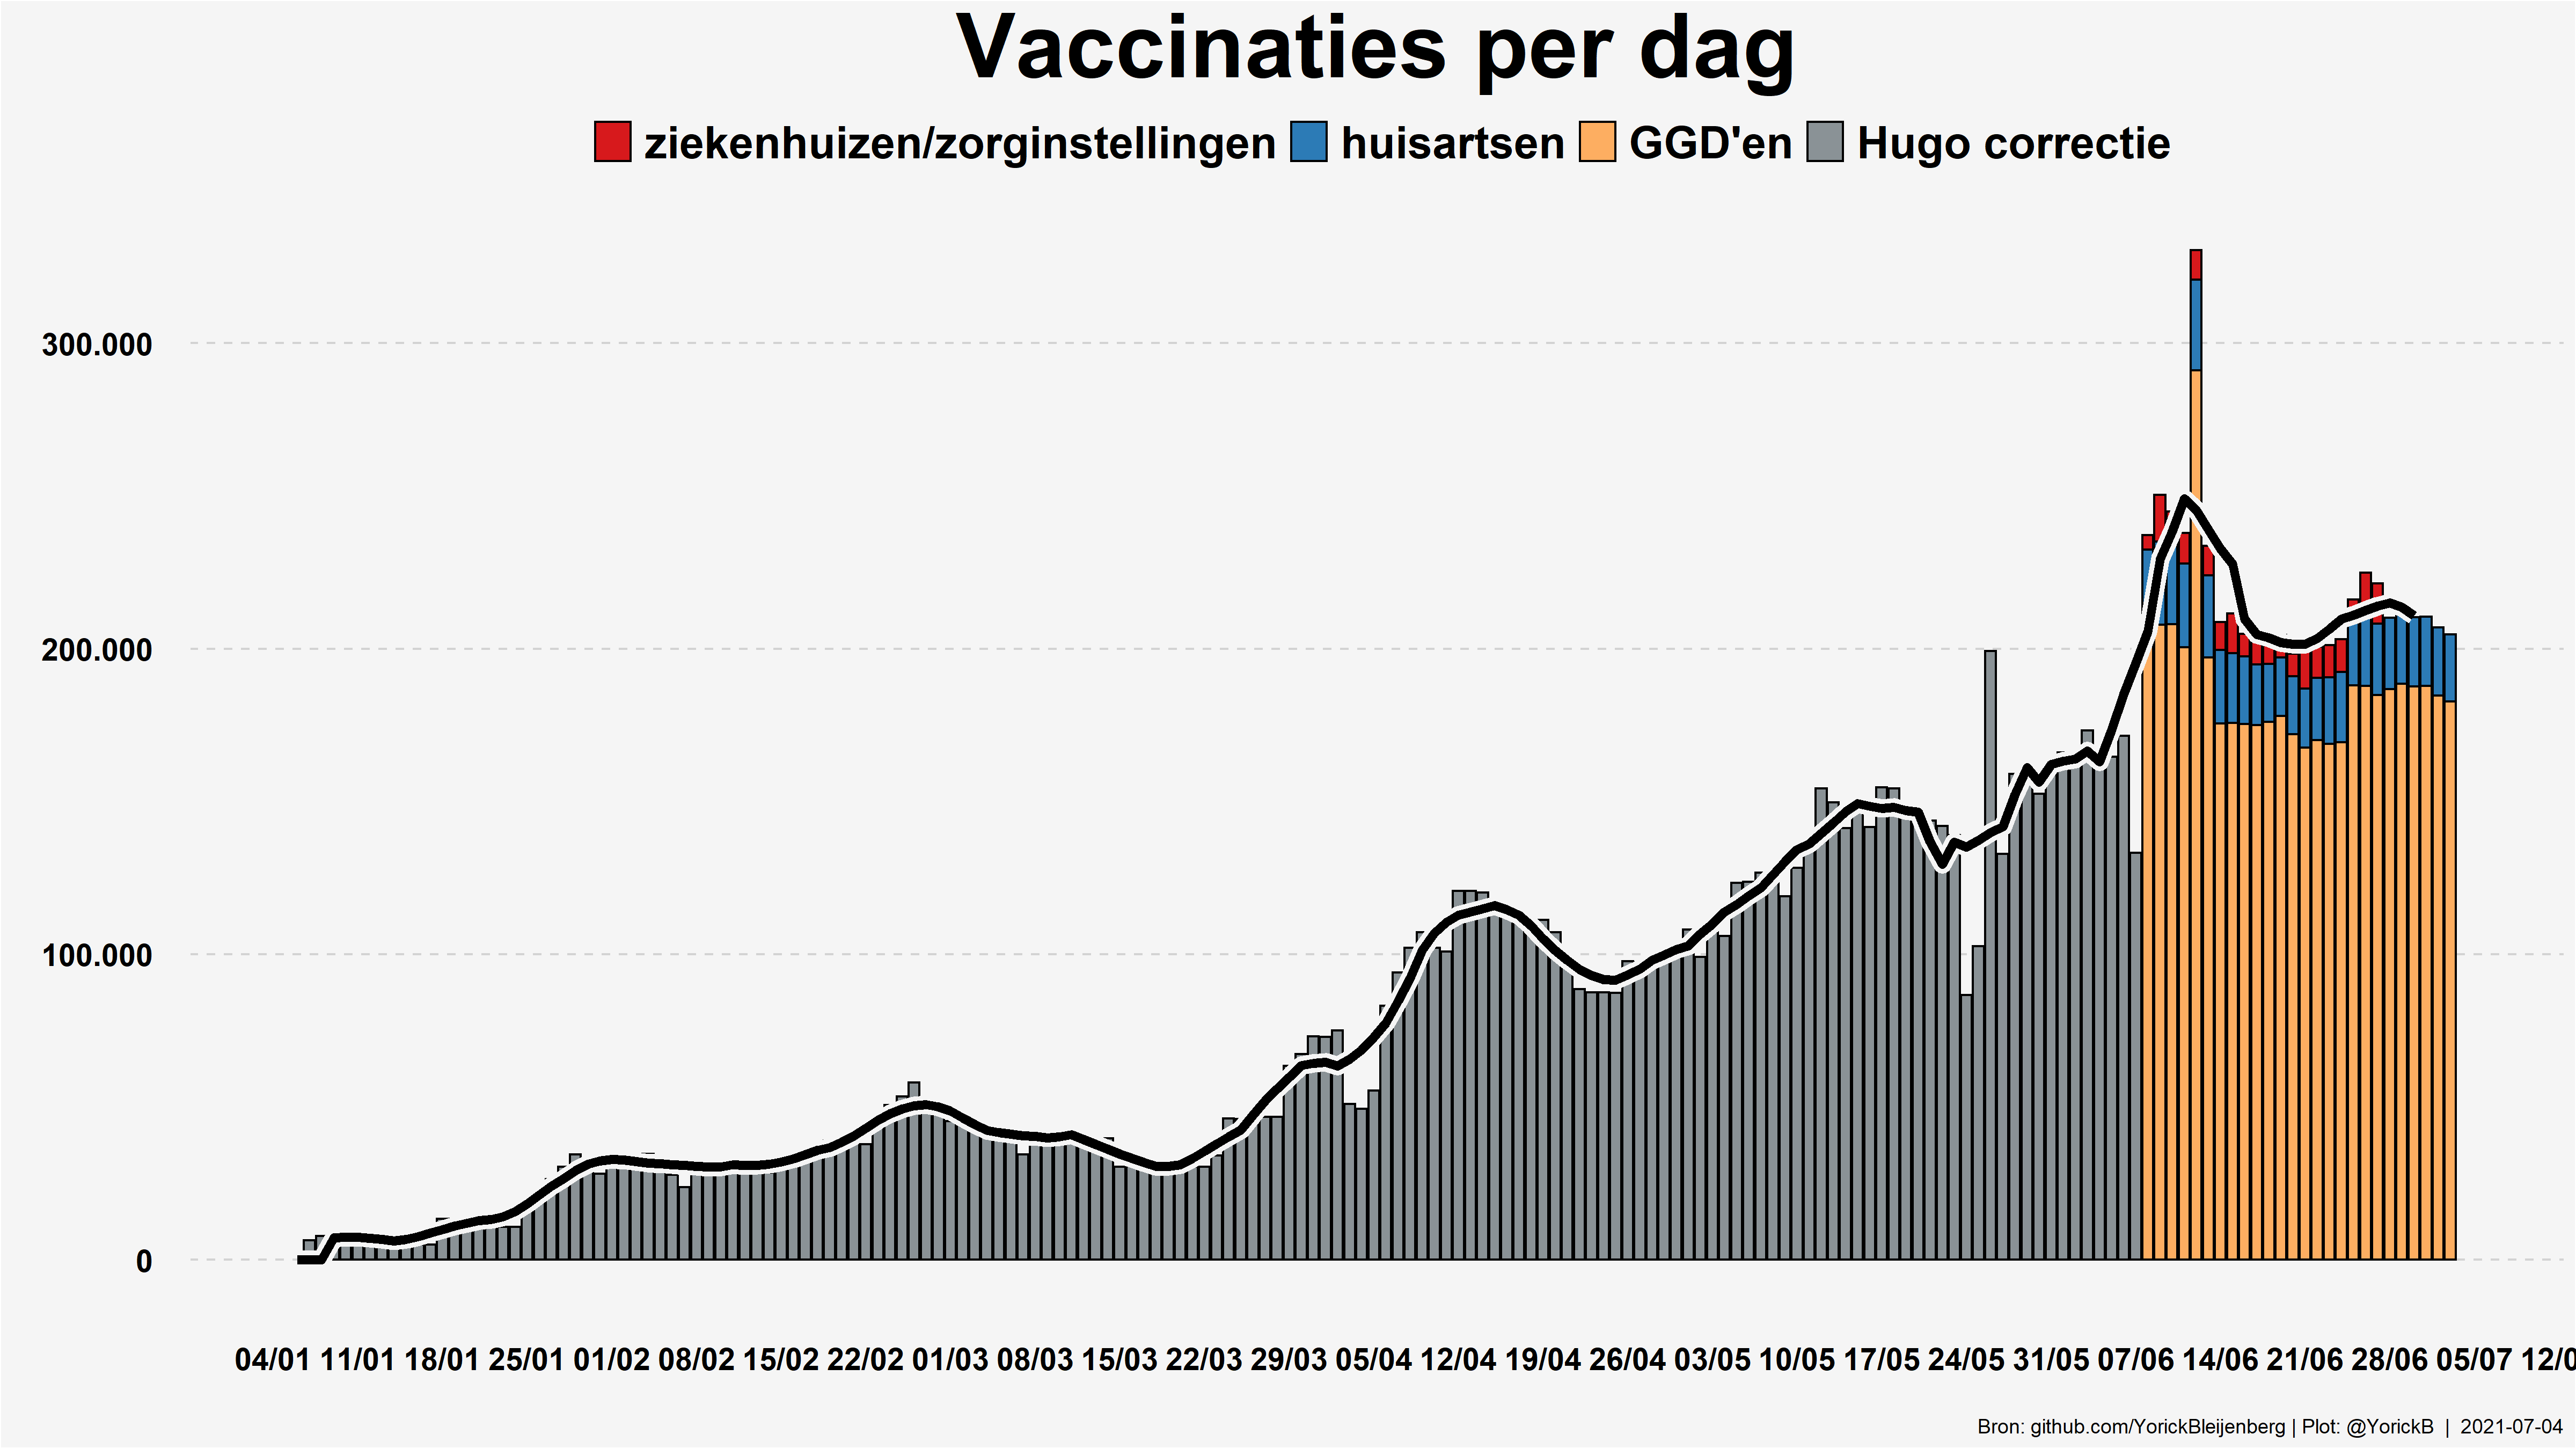 Vaccinaties per dag
ziekenhuizen/zorginstellingen huisartsen GGD'en Hugo correctie
300.000
200.000
100.000
0
04/01 11/01 18/01 25/01 01/02 08/02 15/02 22/02 01/03 08/03 15/03 22/03 29/03 05/04 12/04 19/04 26/04 03/05 10/05 17/05 24/05 31/05 07/06 14/06 21/06 28/06 05/07 12/0
Bron: github.com/YorickBleijenberg | Plot: @YorickB | 2021-07-04